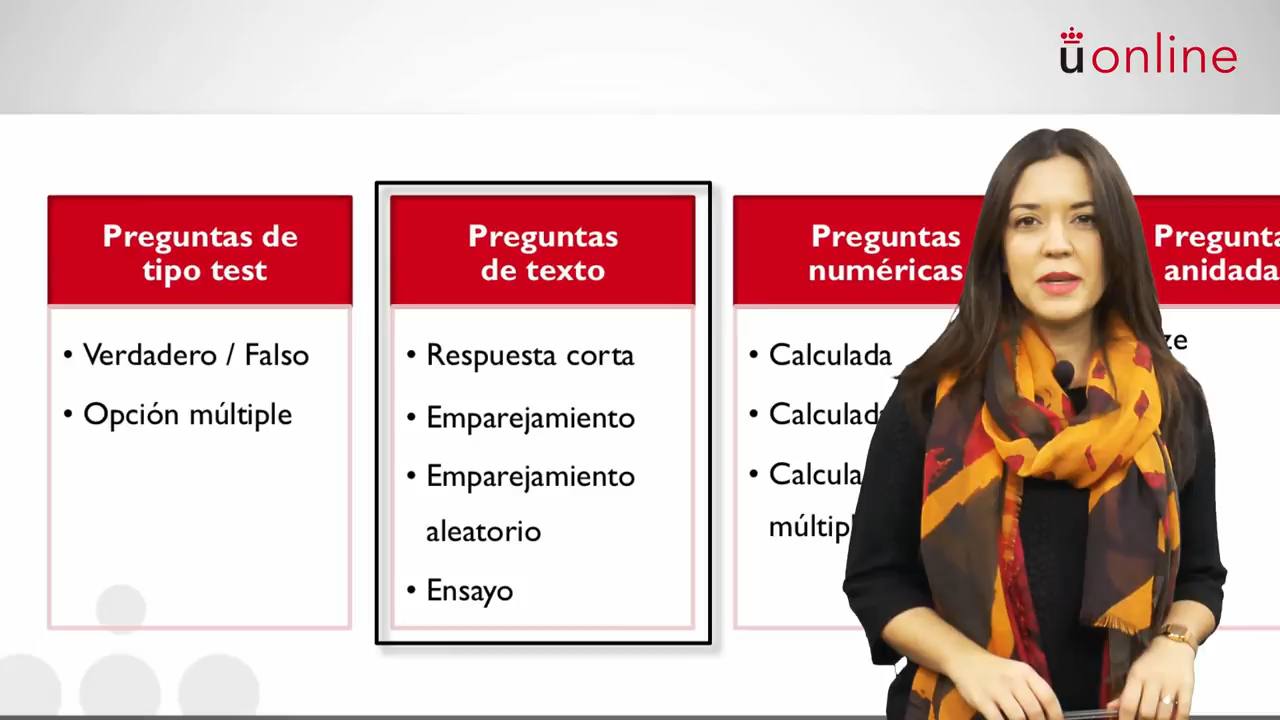 uonline
Preguntas de
tipo test
• Verdadero / Falso
• Opción múltiple
Preguntas
de texto
• Respuesta corta
• Emparejamiento
• Emparejamiento
aleatorio
• Ensayo
Preguntas
numéricas
• Calculada